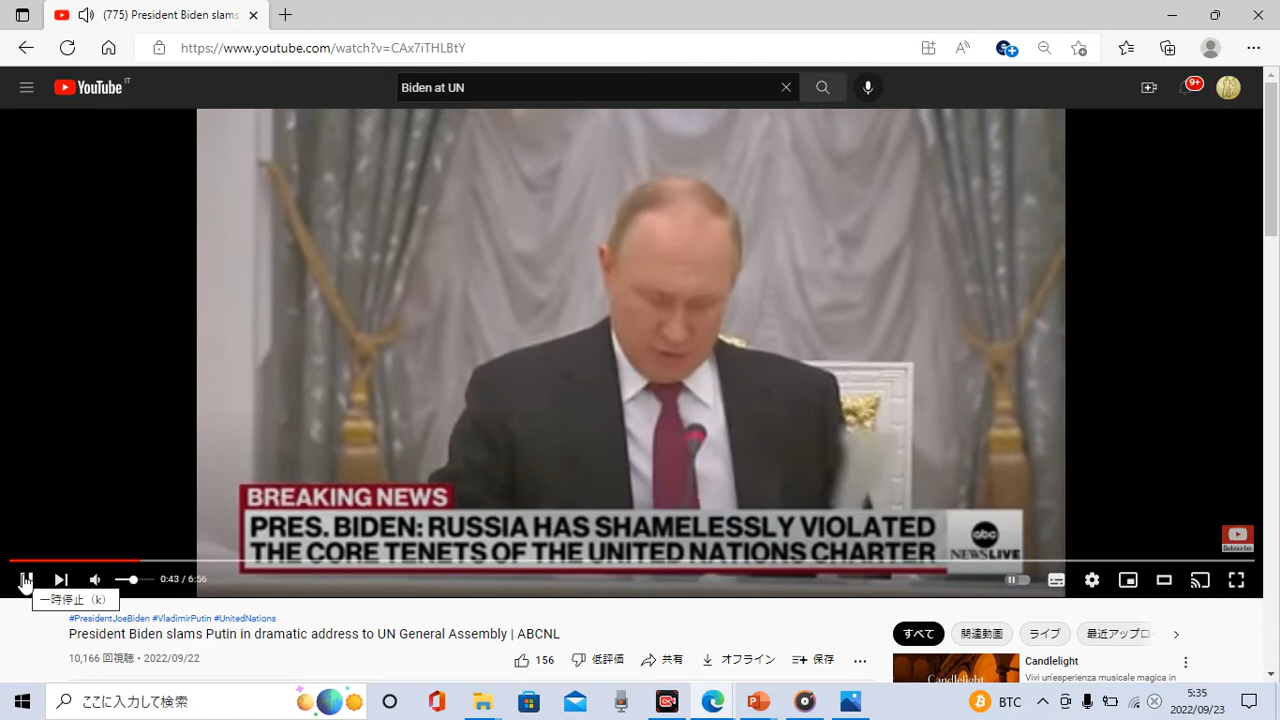 (775) President Biden slams
https://www.youtube.com/watch?v=CAx7iTHLBtY
YouTube IT
Biden at UN
9+
BREAKING NEWS
PRES. BIDEN: RUSSIA HAS SHAMELESSLY VIOLATED
THE CORE TENETS OF THE UNITED NATIONS CHARTER
abc
NEWS LIVE
Subscribe
0:43 / 6:56
一時停止（k）
#PresidentJoeBiden #VladimirPutin #UnitedNations
President Biden slams Putin in dramatic address to UN General Assembly | ABCNL
10,166 回視聴・2022/09/22
156
低評価
共有
オフライン
保存
すべて
関連動画
ライブ
最近アップロ
Candlelight
Candlelight
Vivi un'esperienza musicale magica in
ここに入力して検索
BTC
5:35
2022/09/23